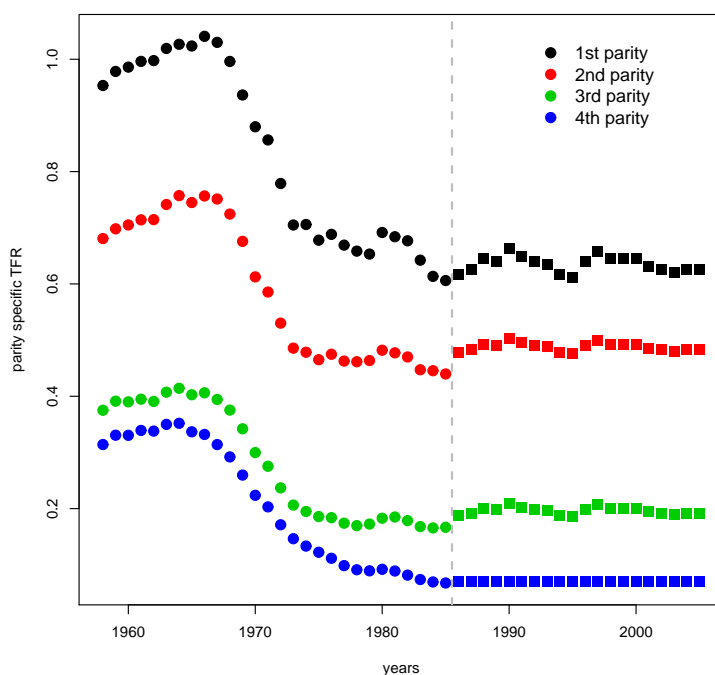 1st parity
2nd parity
3rd parity
4th parity
parity specific TFR
1.0
0.8
0.6
0.4
0.2
1960
1970
1980
1990
2000
years